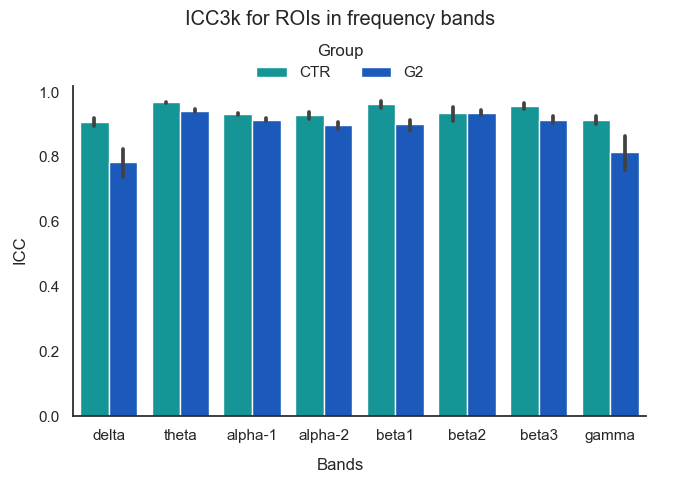 ICC3k for ROIs in frequency bands
Group
CTR G2
1.0
0.8
0.6
0.4
0.2
0.0
ICC
delta theta alpha-1 alpha-2 beta1 beta2 beta3 gamma
Bands